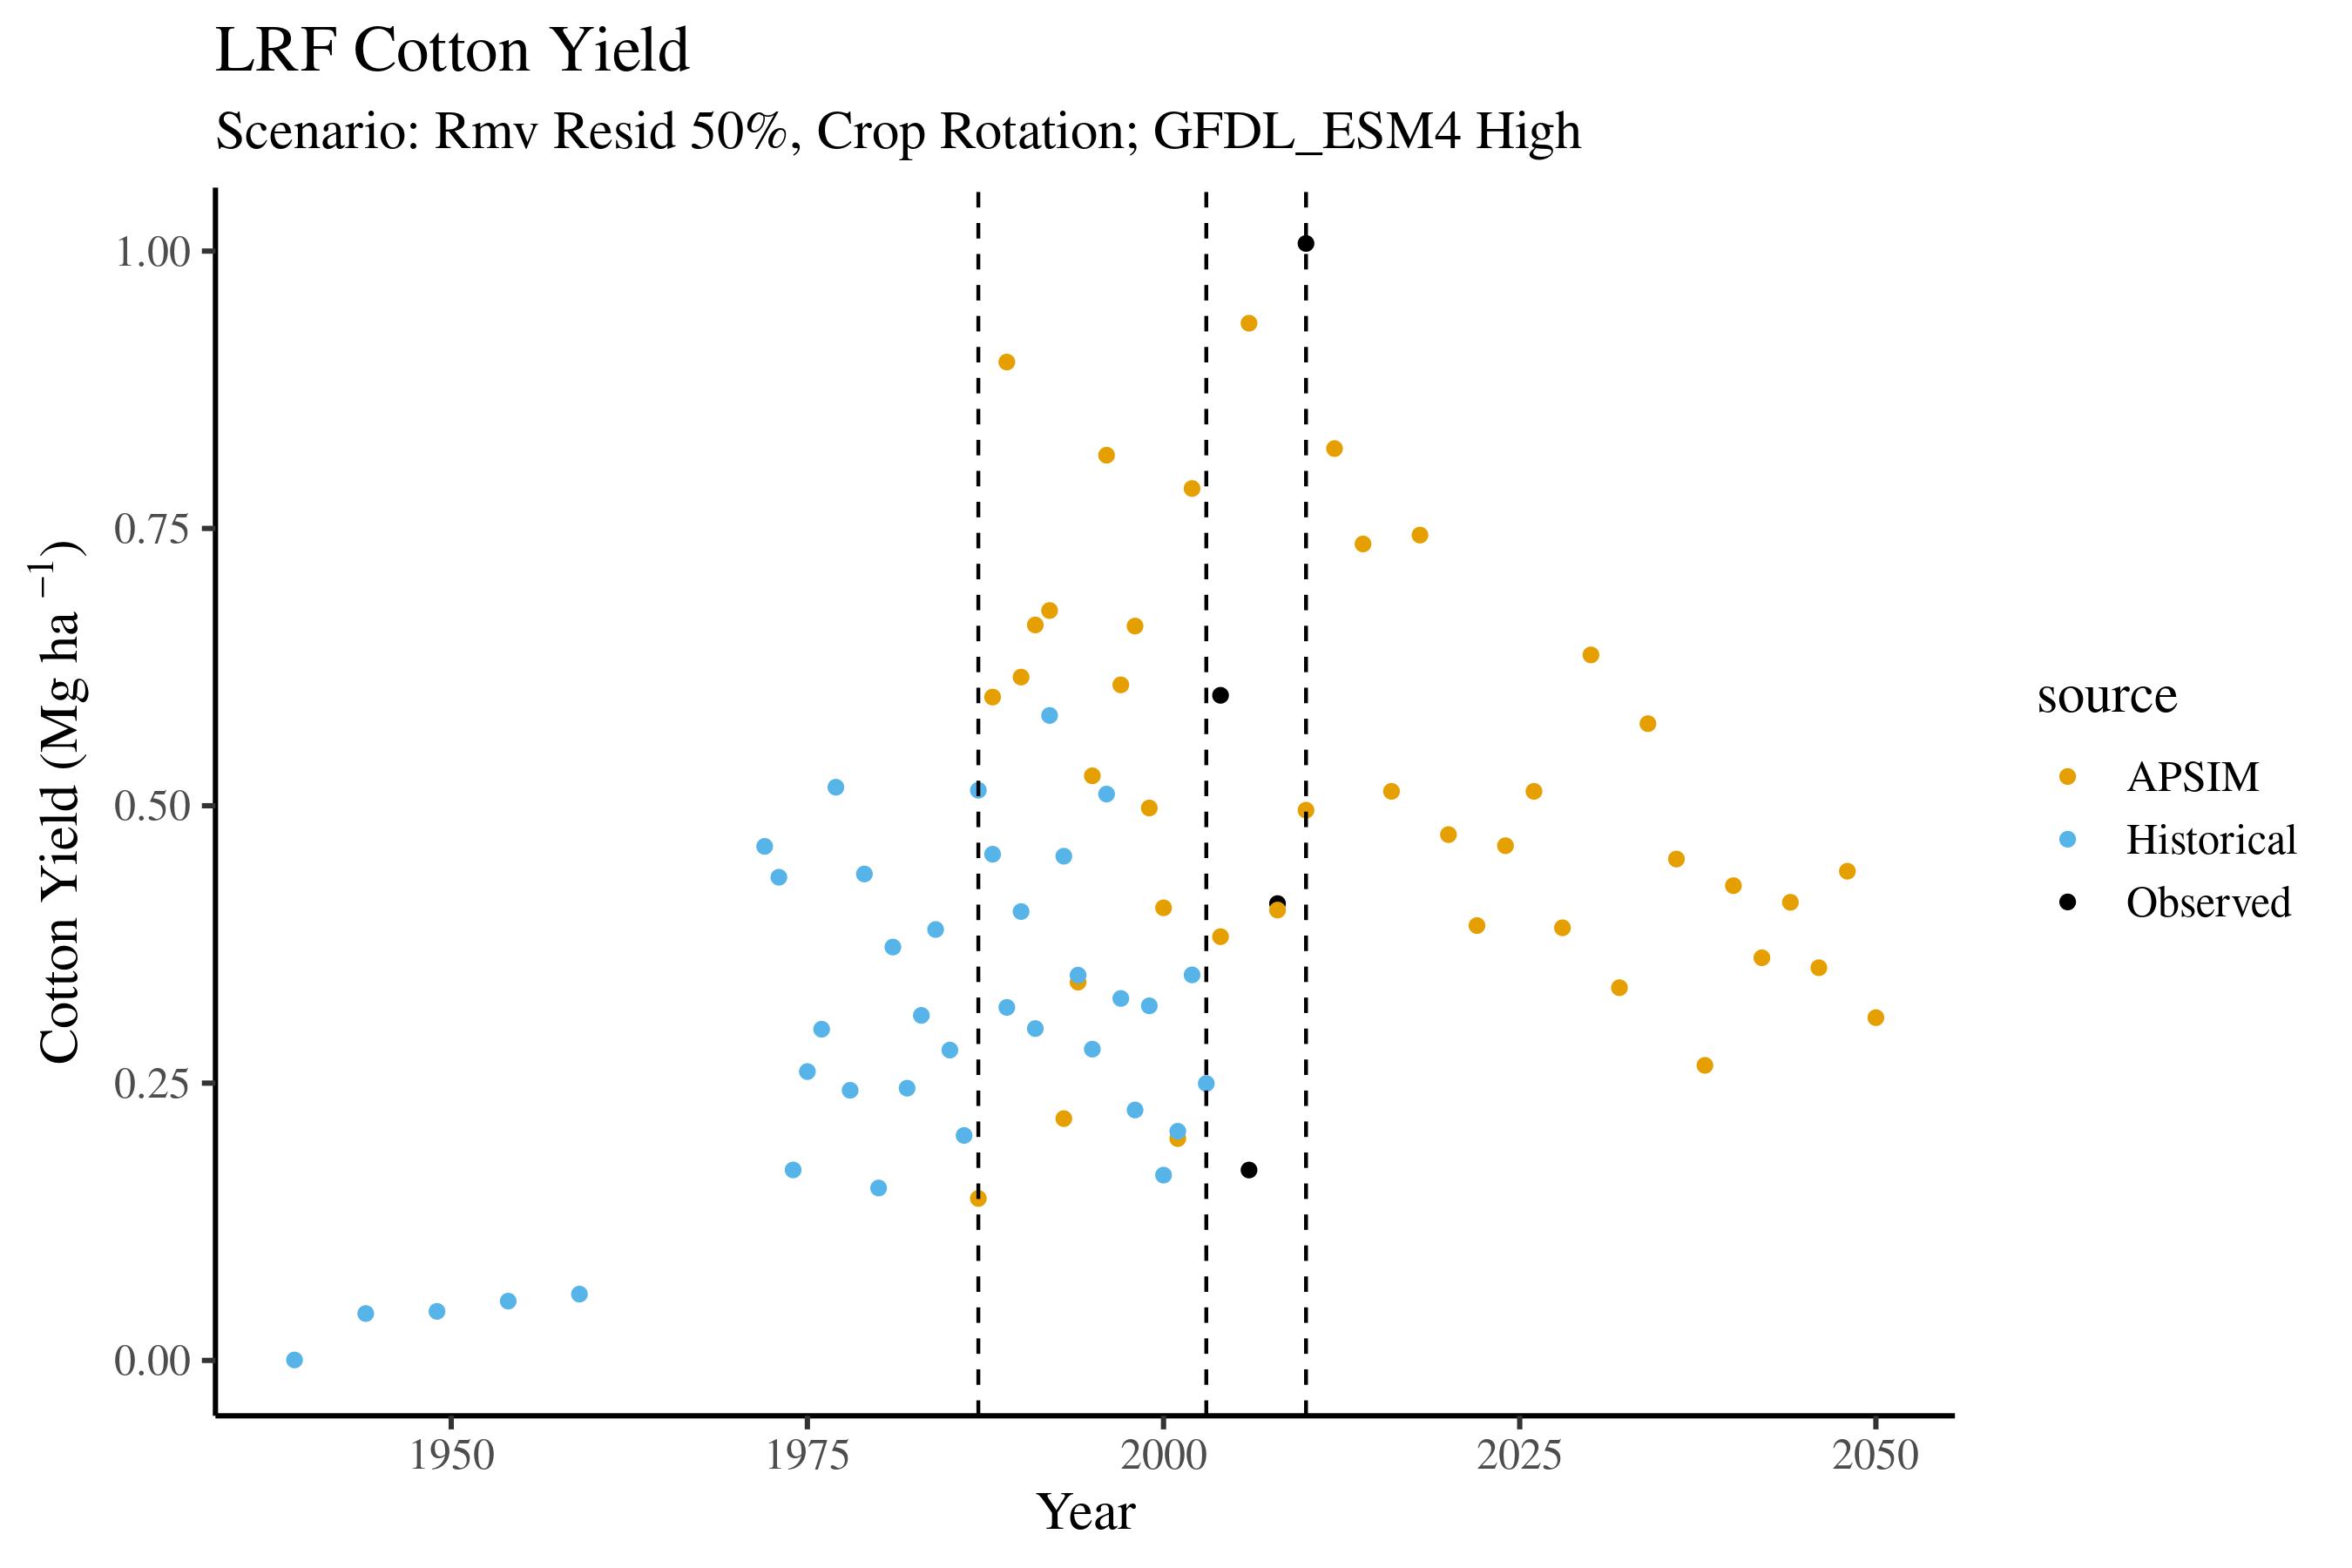 LRF Cotton Yield
Scenario: Rmv Resid 50%, Crop Rotation; GFDL_ESM4 High
Cotton Yield (Mg ha −1)
1.00
0.75
0.50
0.25
0.00
1950 1975 2000 2025 2050
Year
source
APSIM
Historical
Observed